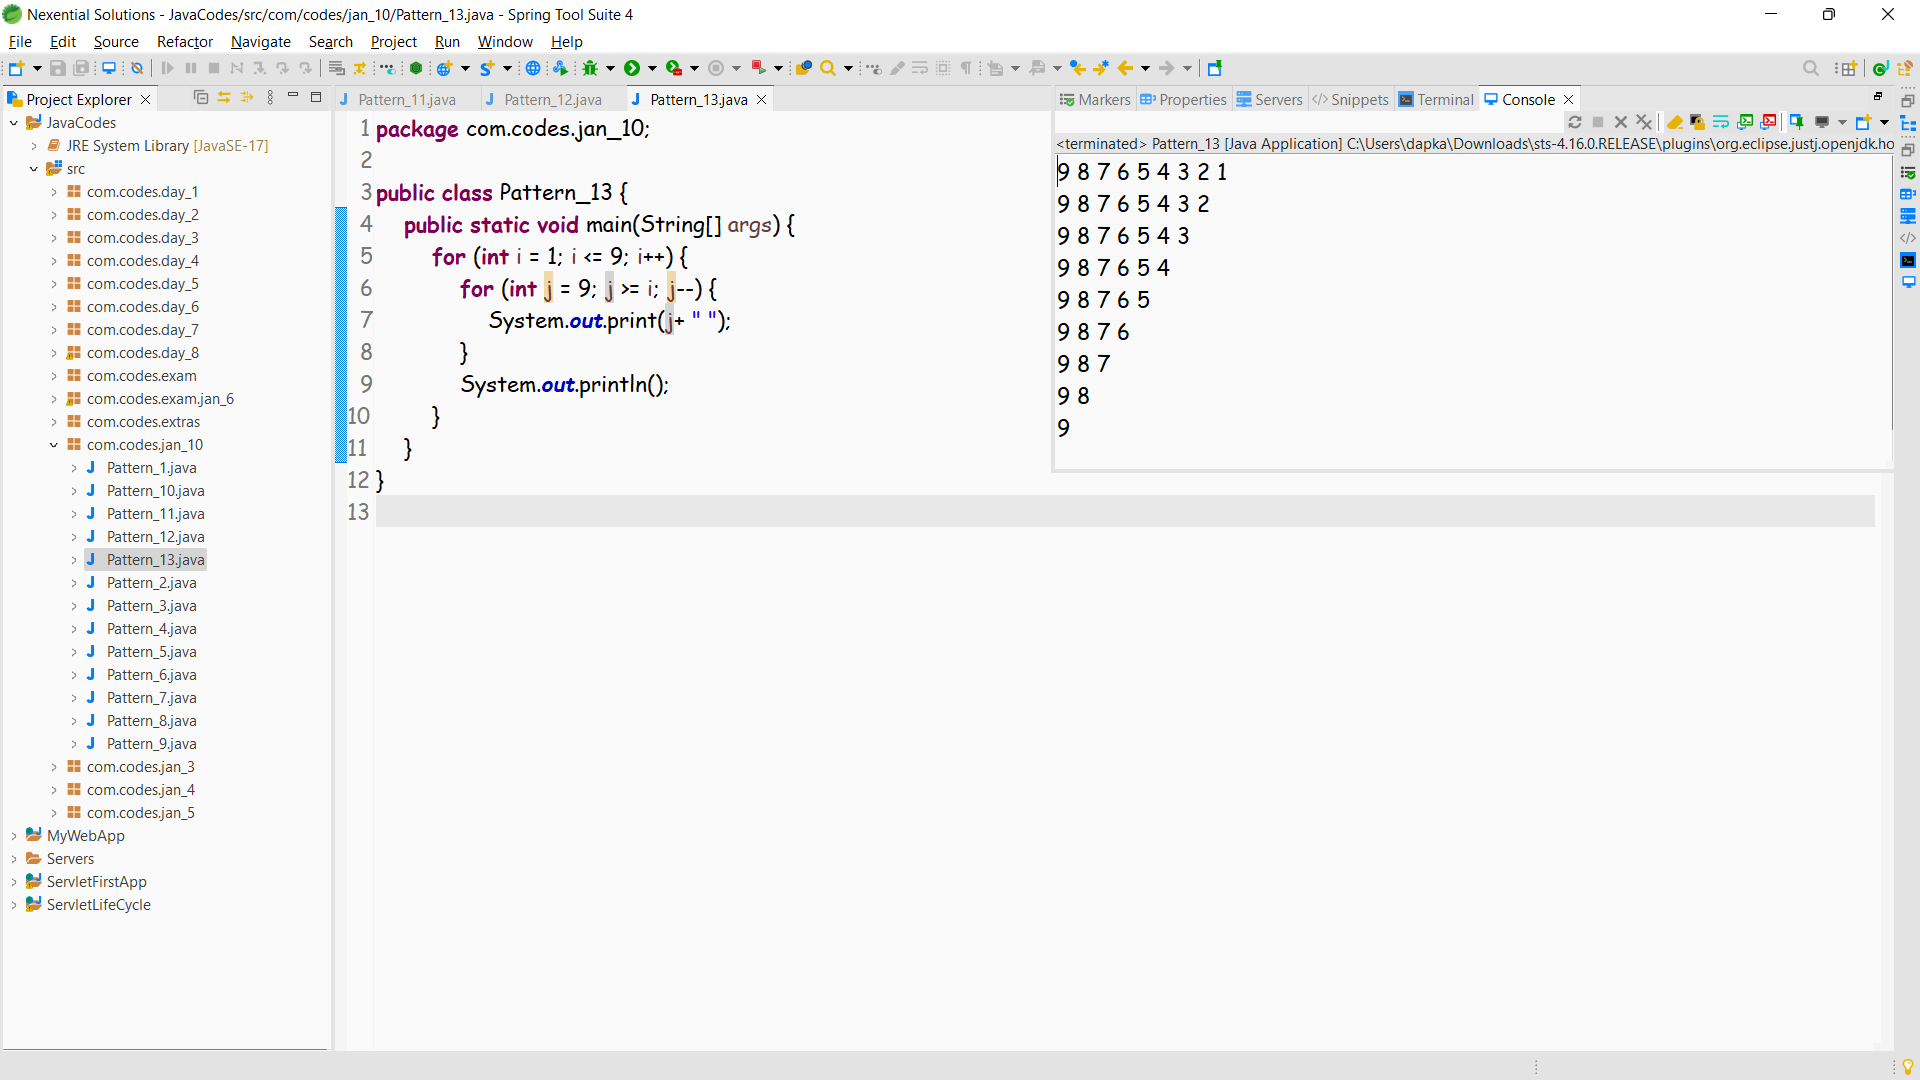 Nexential Solutions - JavaCodes/src/com/codes/jan_10/Pattern_13.java - Spring Tool Suite 4
File Edit Source Refactor Navigate Search Project Run Window Help
Project Explorer
JavaCodes
JRE System Library [JavaSE-17]
src
com.codes.day_1
com.codes.day_2
com.codes.day_3
com.codes.day_4
com.codes.day_5
com.codes.day_6
com.codes.day_7
com.codes.day_8
com.codes.exam
com.codes.exam.jan_6
com.codes.extras
com.codes.jan_10
Pattern_1.java
Pattern_10.java
Pattern_11.java
Pattern_12.java
Pattern_13.java
Pattern_2.java
Pattern_3.java
Pattern_4.java
Pattern_5.java
Pattern_6.java
Pattern_7.java
Pattern_8.java
Pattern_9.java
com.codes.jan_3
com.codes.jan_4
com.codes.jan_5
MyWebApp
Servers
ServletFirstApp
ServletLifeCycle
Pattern_11.java Pattern_12.java Pattern_13.java
1 package com.codes.jan_10;
2
3 public class Pattern_13 {
4 public static void main(String[] args) {
5 for (int i = 1; i <= 9; i++) {
6 for (int j = 9; j >= i; j--) {
7 System.out.print(j+ " ");
8 }
9 System.out.println();
10 }
11 }
12 }
13
Markers Properties Servers Snippets Terminal Console
<terminated> Pattern_13 [Java Application] C:\Users\dapka\Downloads\sts-4.16.0.RELEASE\plugins\org.eclipse.justj.openjdk.ho
9 8 7 6 5 4 3 2 1
9 8 7 6 5 4 3 2
9 8 7 6 5 4 3
9 8 7 6 5 4
9 8 7 6 5
9 8 7 6
9 8 7
9 8
9